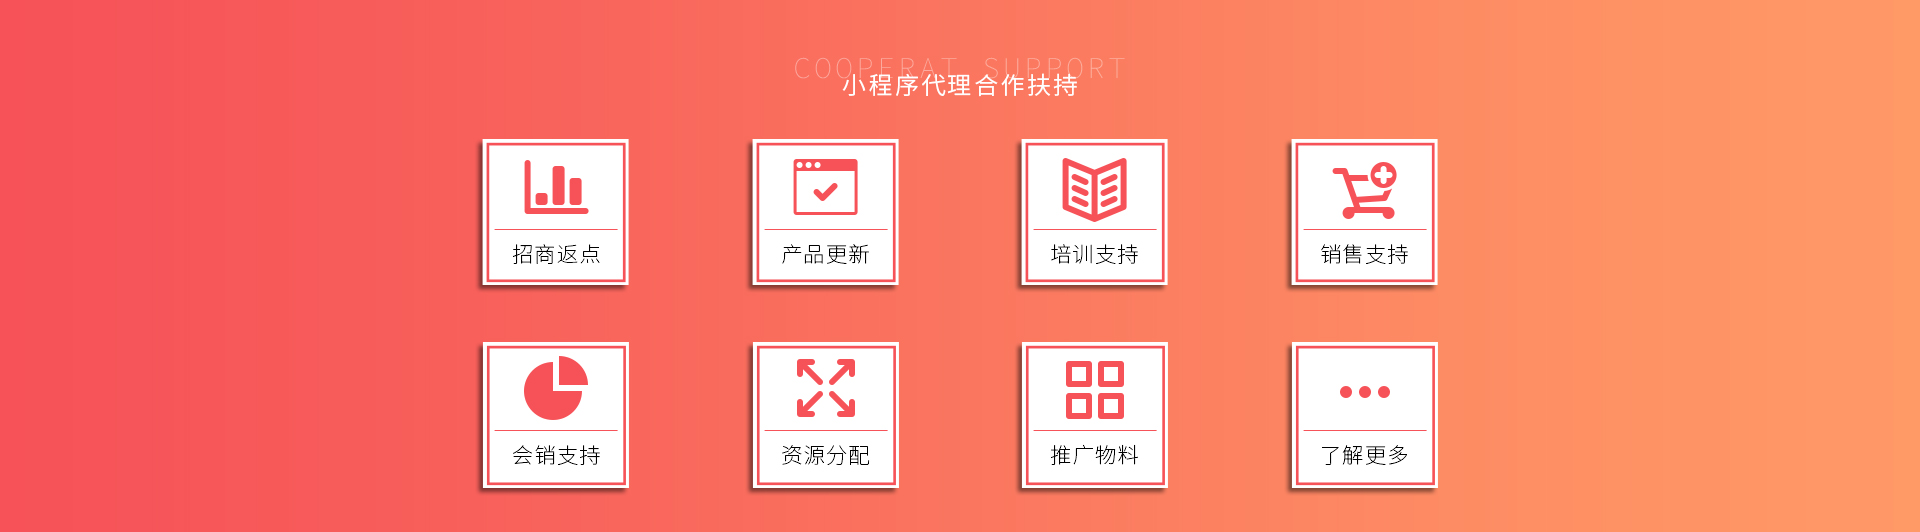 COOPERAT SUPPORT
小程序代理合作扶持
招商返点
产品更新
培训支持
销售支持
会销支持
资源分配
推广物料
了解更多